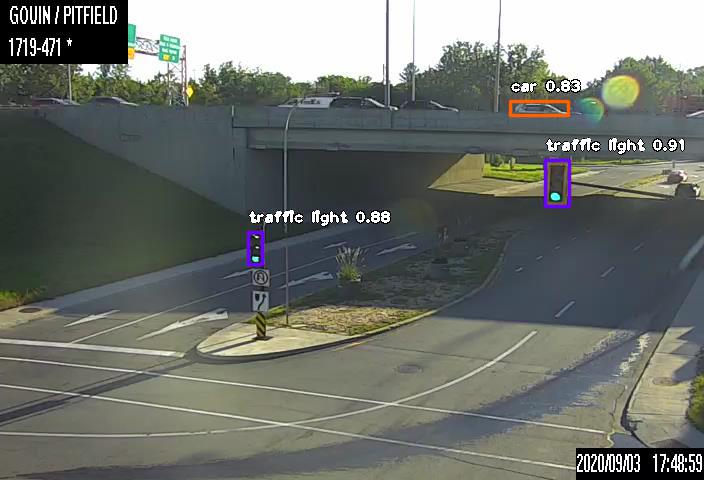 GOUIN / PITFIELD
1719-471 *
car 0.83
traffic light 0.91
traffic light 0.88
2020/09/03 17:48:59